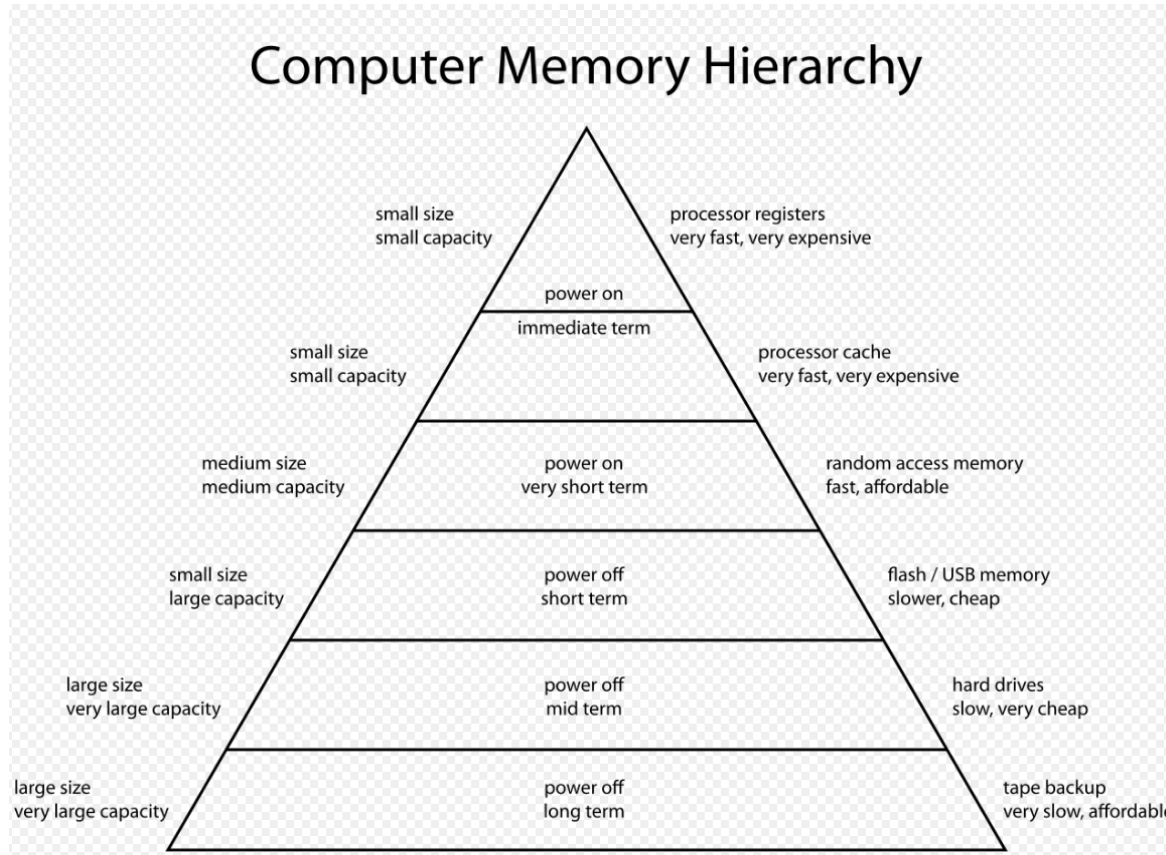 Computer Memory Hierarchy
small size
small capacity
processor registers
very fast, very expensive
power on
immediate term
small size
small capacity
processor cache
very fast, very expensive
medium size
medium capacity
power on
very short term
random access memory
fast, affordable
small size
large capacity
power off
short term
flash / USB memory
slower, cheap
large size
very large capacity
power off
mid term
hard drives
slow, very cheap
large size
very large capacity
power off
long term
tape backup
very slow, affordable